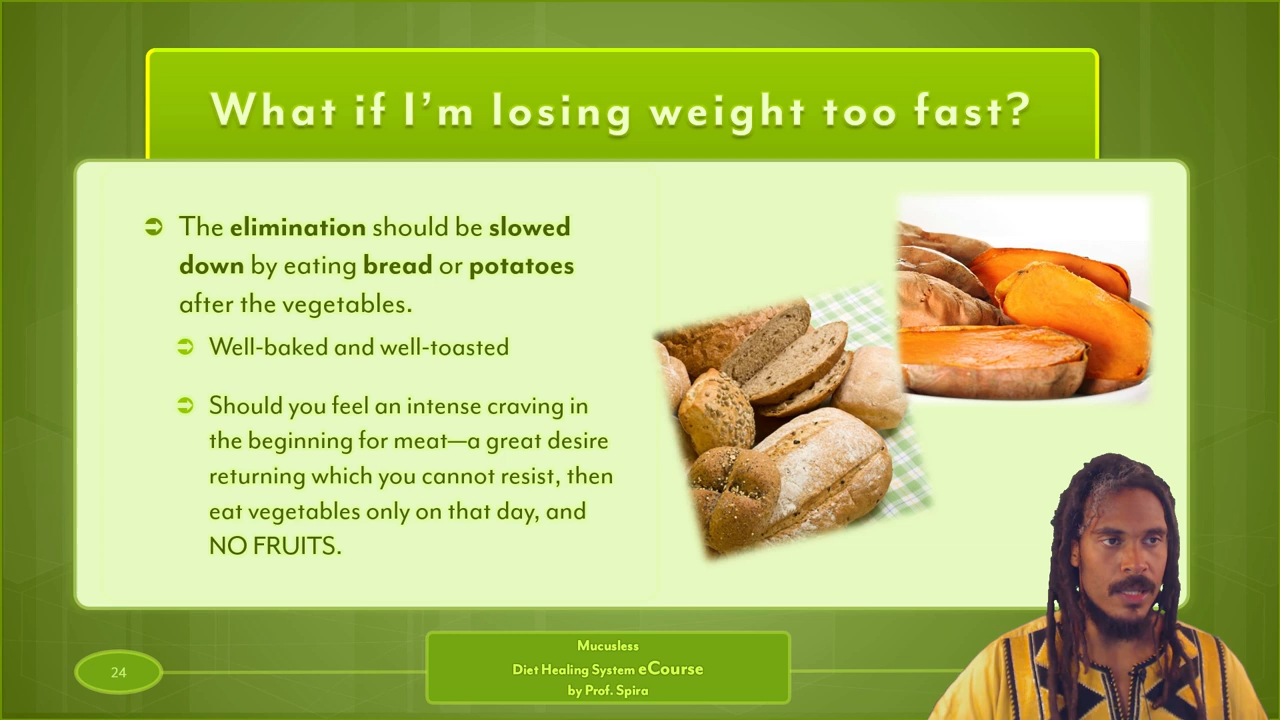 What if I'm losing weight too fast?
The elimination should be slowed
down by eating bread or potatoes
after the vegetables.
Well-baked and well-toasted
Should you feel an intense craving in
the beginning for meat—a great desire
returning which you cannot resist, then
eat vegetables only on that day, and
NO FRUITS.
24
Mucusless
Diet Healing System eCourse
by Prof. Spira